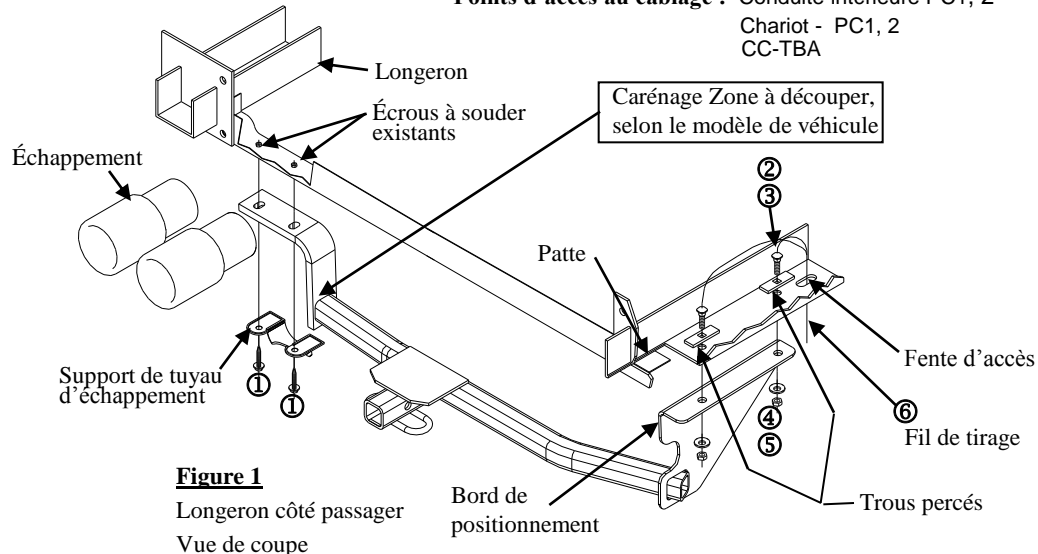 Points d'accès au câblage : Conduite intérieure PC1, 2
Chariot - PC1, 2
CC-TBA
Longeron
Écrous à souder
existants
Carénage Zone à découper,
selon le modèle de véhicule
Échappement
②
③
Patte
Fente d'accès
Support de tuyau
d'échappement
①
①
④
⑤
⑥
Fil de tirage
Trous percés
Bord de
positionnement
Figure 1
Longeron côté passager
Vue de coupe